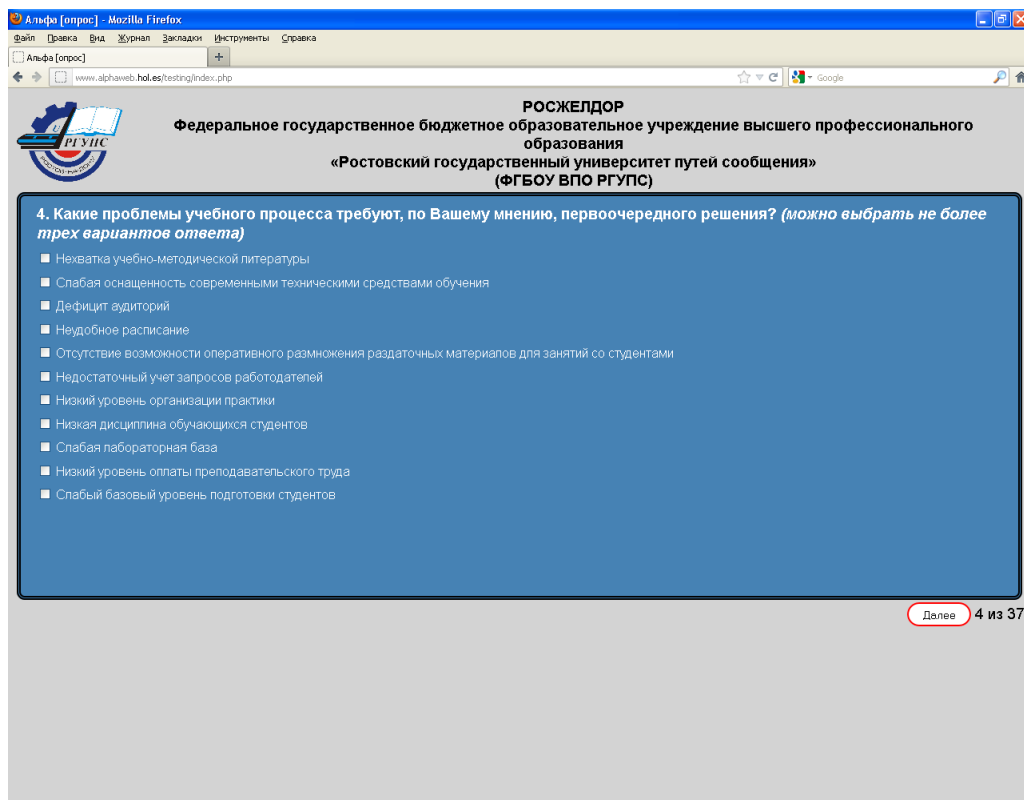 Альфа [опрос] - Mozilla Firefox
Файл Правка Вид Журнал Закладки Инструменты Справка
Альфа [опрос]
www.alphaweb.hol.es/testing/index.php
Google
РОСЖЕЛДОР
Федеральное государственное бюджетное образовательное учреждение высшего профессионального
образования
«Ростовский государственный университет путей сообщения»
(ФГБОУ ВПО РГУПС)
РГУПС
РОСТОВ-НА-ДОНУ
4. Какие проблемы учебного процесса требуют, по Вашему мнению, первоочередного решения? (можно выбрать не более
трех вариантов ответа)
Нехватка учебно-методической литературы
Слабая оснащенность современными техническими средствами обучения
Дефицит аудиторий
Неудобное расписание
Отсутствие возможности оперативного размножения раздаточных материалов для занятий со студентами
Недостаточный учет запросов работодателей
Низкий уровень организации практики
Низкая дисциплина обучающихся студентов
Слабая лабораторная база
Низкий уровень оплаты преподавательского труда
Слабый базовый уровень подготовки студентов
Далее 4 из 37